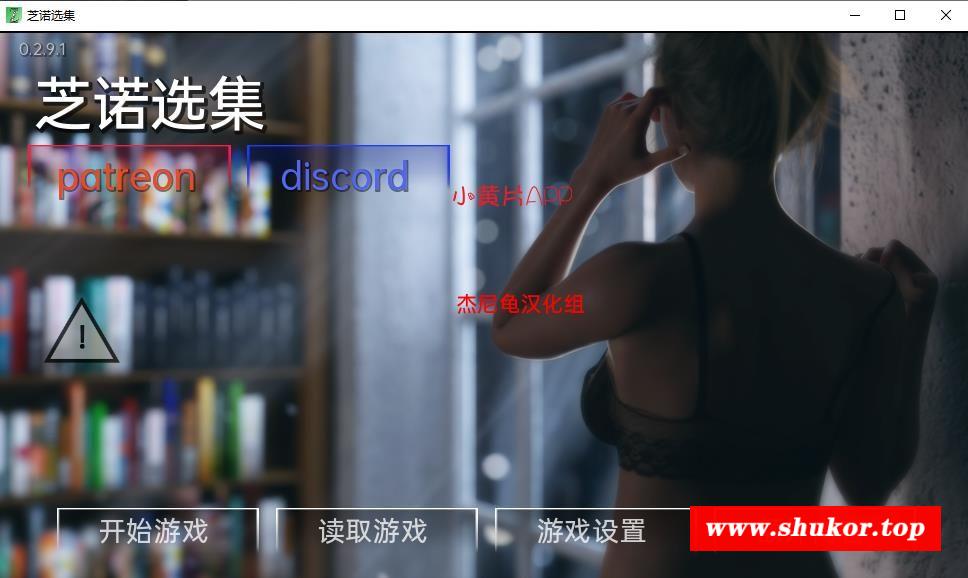 芝诺选集
0.2.9.1
芝诺选集
patreon discord
小黄片APP
杰尼龟汉化组
!
开始游戏 读取游戏 游戏设置
www.shukor.top